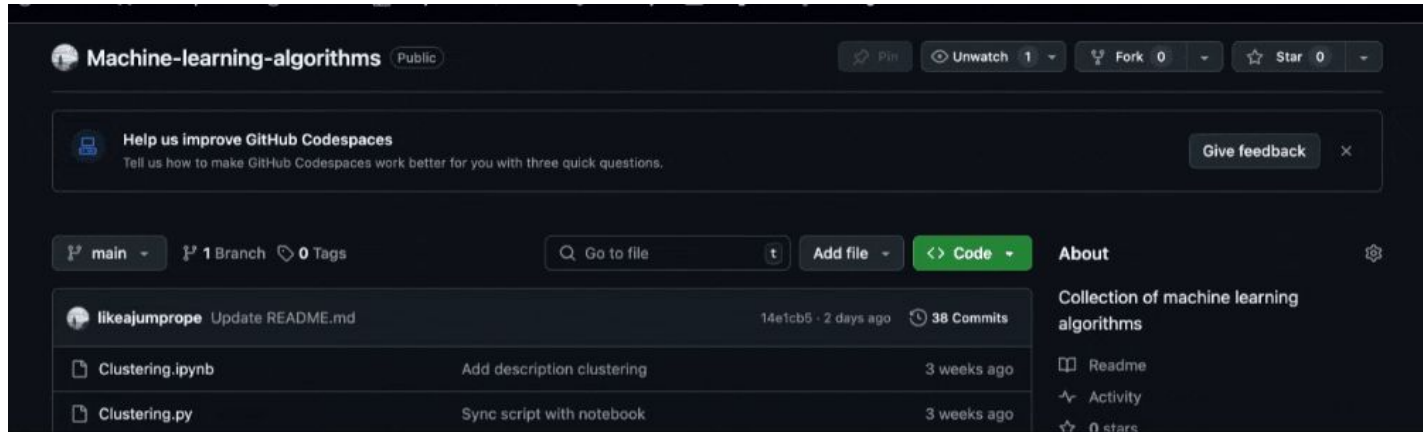 Machine-learning-algorithms Public
Pin Unwatch 1 Fork 0 Star 0
Help us improve GitHub Codespaces
Tell us how to make GitHub Codespaces work better for you with three quick questions.
Give feedback
main 1 Branch 0 Tags Go to file t Add file <> Code
likeajumprope Update README.md 14e1cb5 · 2 days ago 38 Commits
Clustering.ipynb Add description clustering 3 weeks ago
Clustering.py Sync script with notebook 3 weeks ago
About
Collection of machine learning
algorithms
Readme
Activity
0 stars